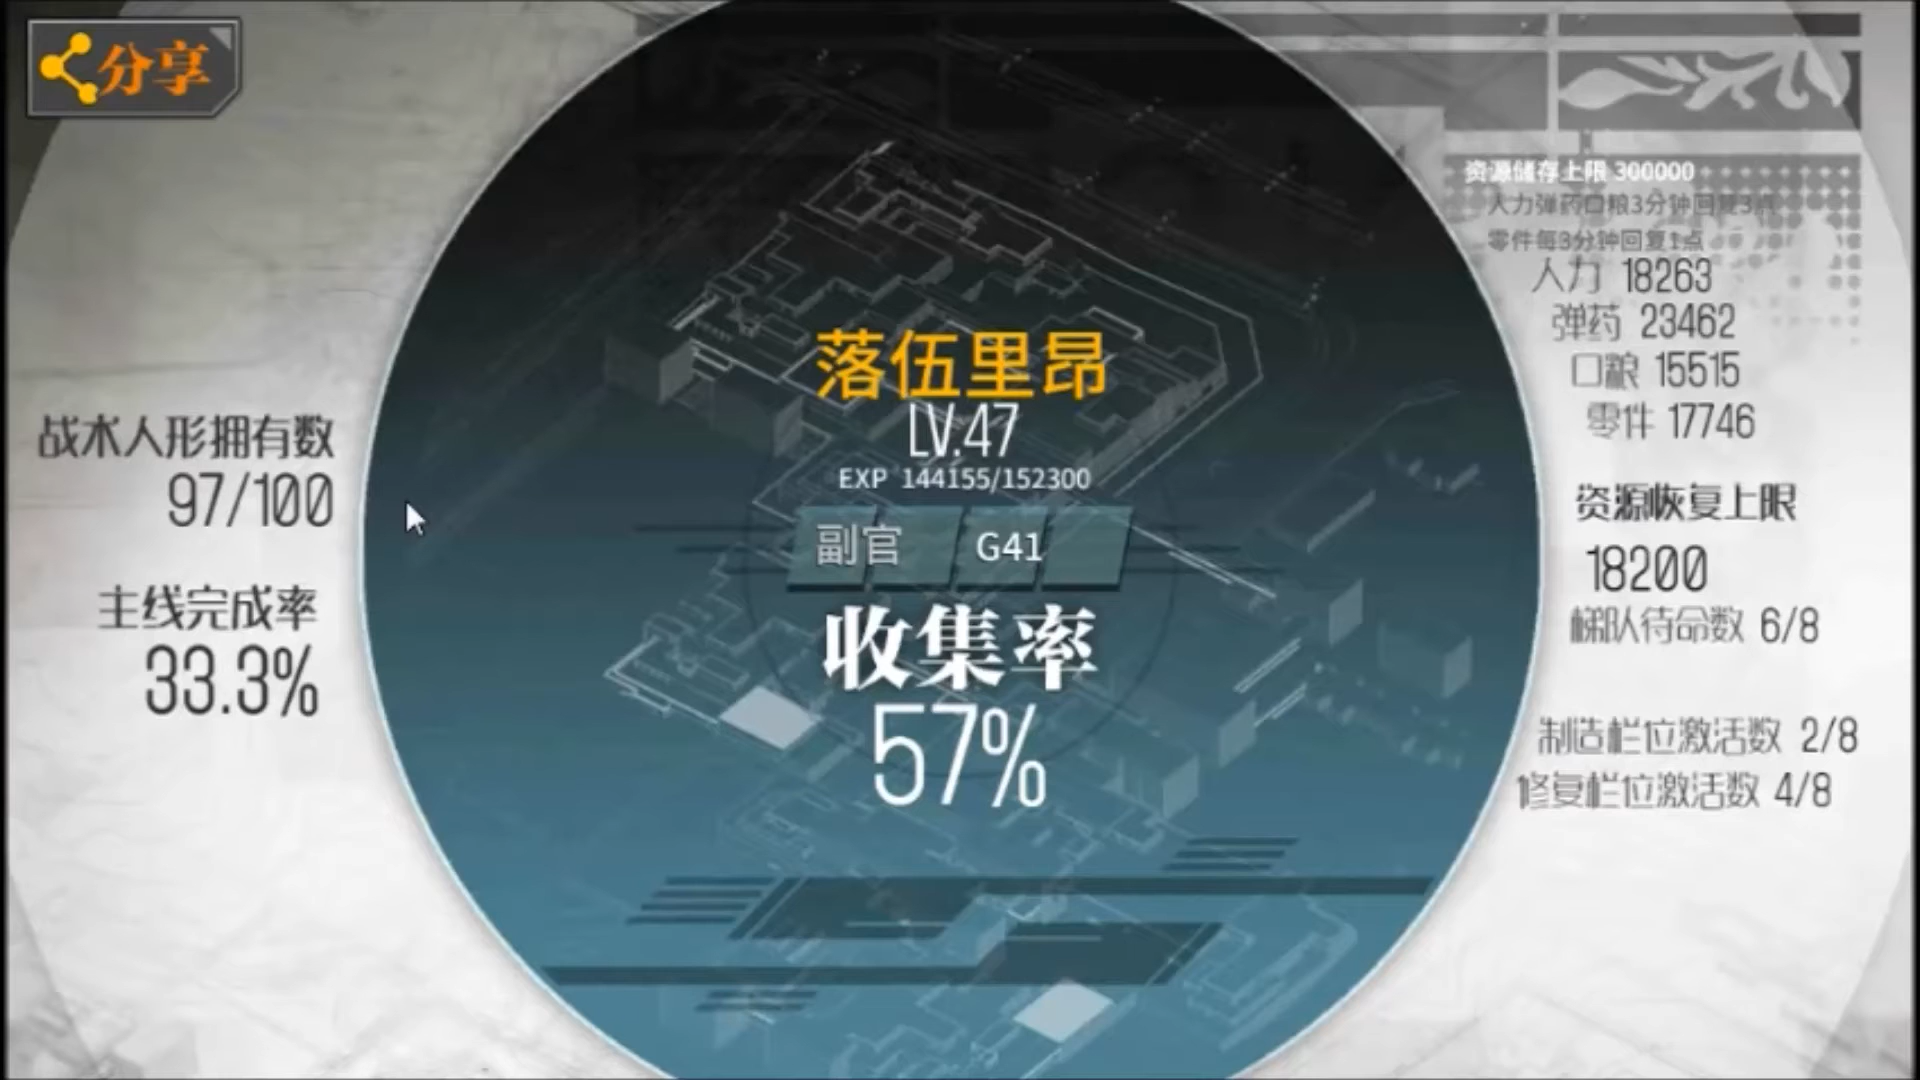 分享
战术人形拥有数
97/100
主线完成率
33.3%
落伍里昂
LV.47
EXP 144155/152300
副官 G41
收集率
57%
资源储存上限 300000
人力弹药口粮3分钟回复3点
零件每3分钟回复1点
人力 18263
弹药 23462
口粮 15515
零件 17746
资源恢复上限
18200
梯队待命数 6/8
制造栏位激活数 2/8
修复栏位激活数 4/8